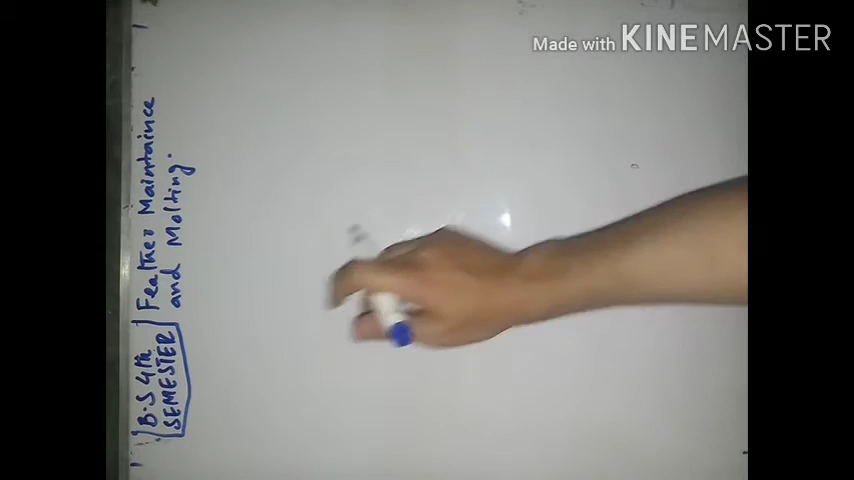 Made with KINEMASTER
B.S 4th
SEMESTER
Feather Maintaince
and Molting.